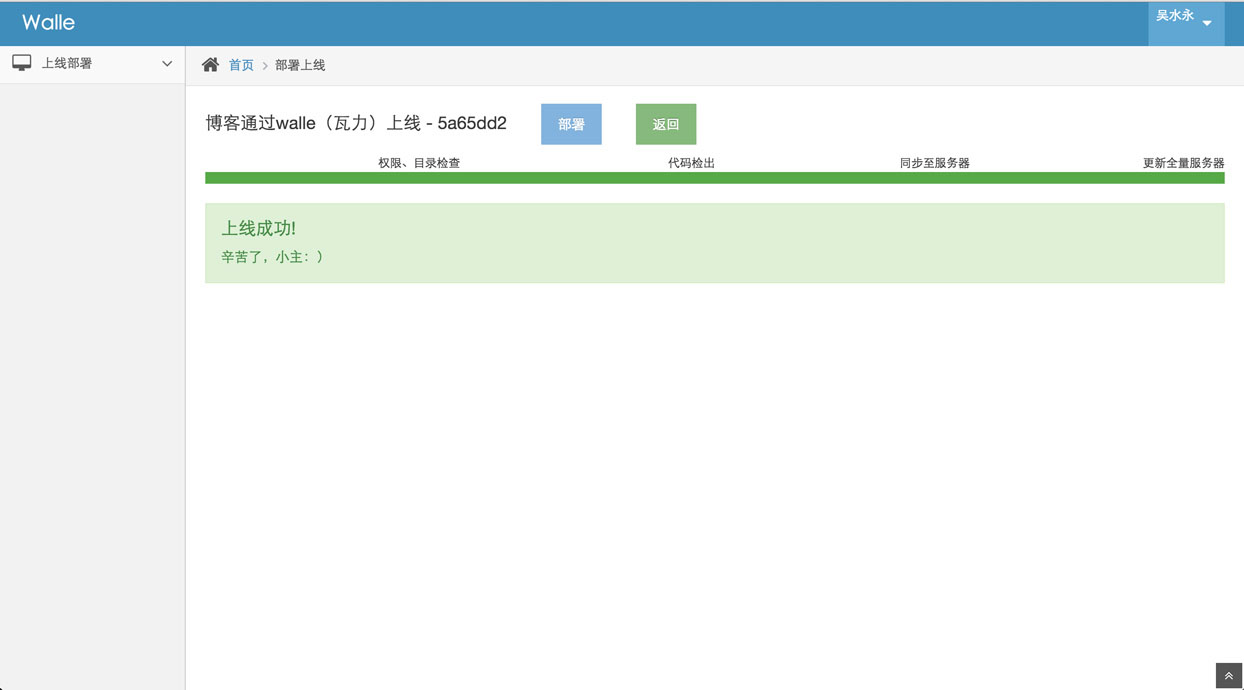 Walle
吴水永
上线部署
首页 部署上线
博客通过walle（瓦力）上线 - 5a65dd2 部署 返回
权限、目录检查 代码检出 同步至服务器 更新全量服务器
上线成功!
辛苦了，小主：）